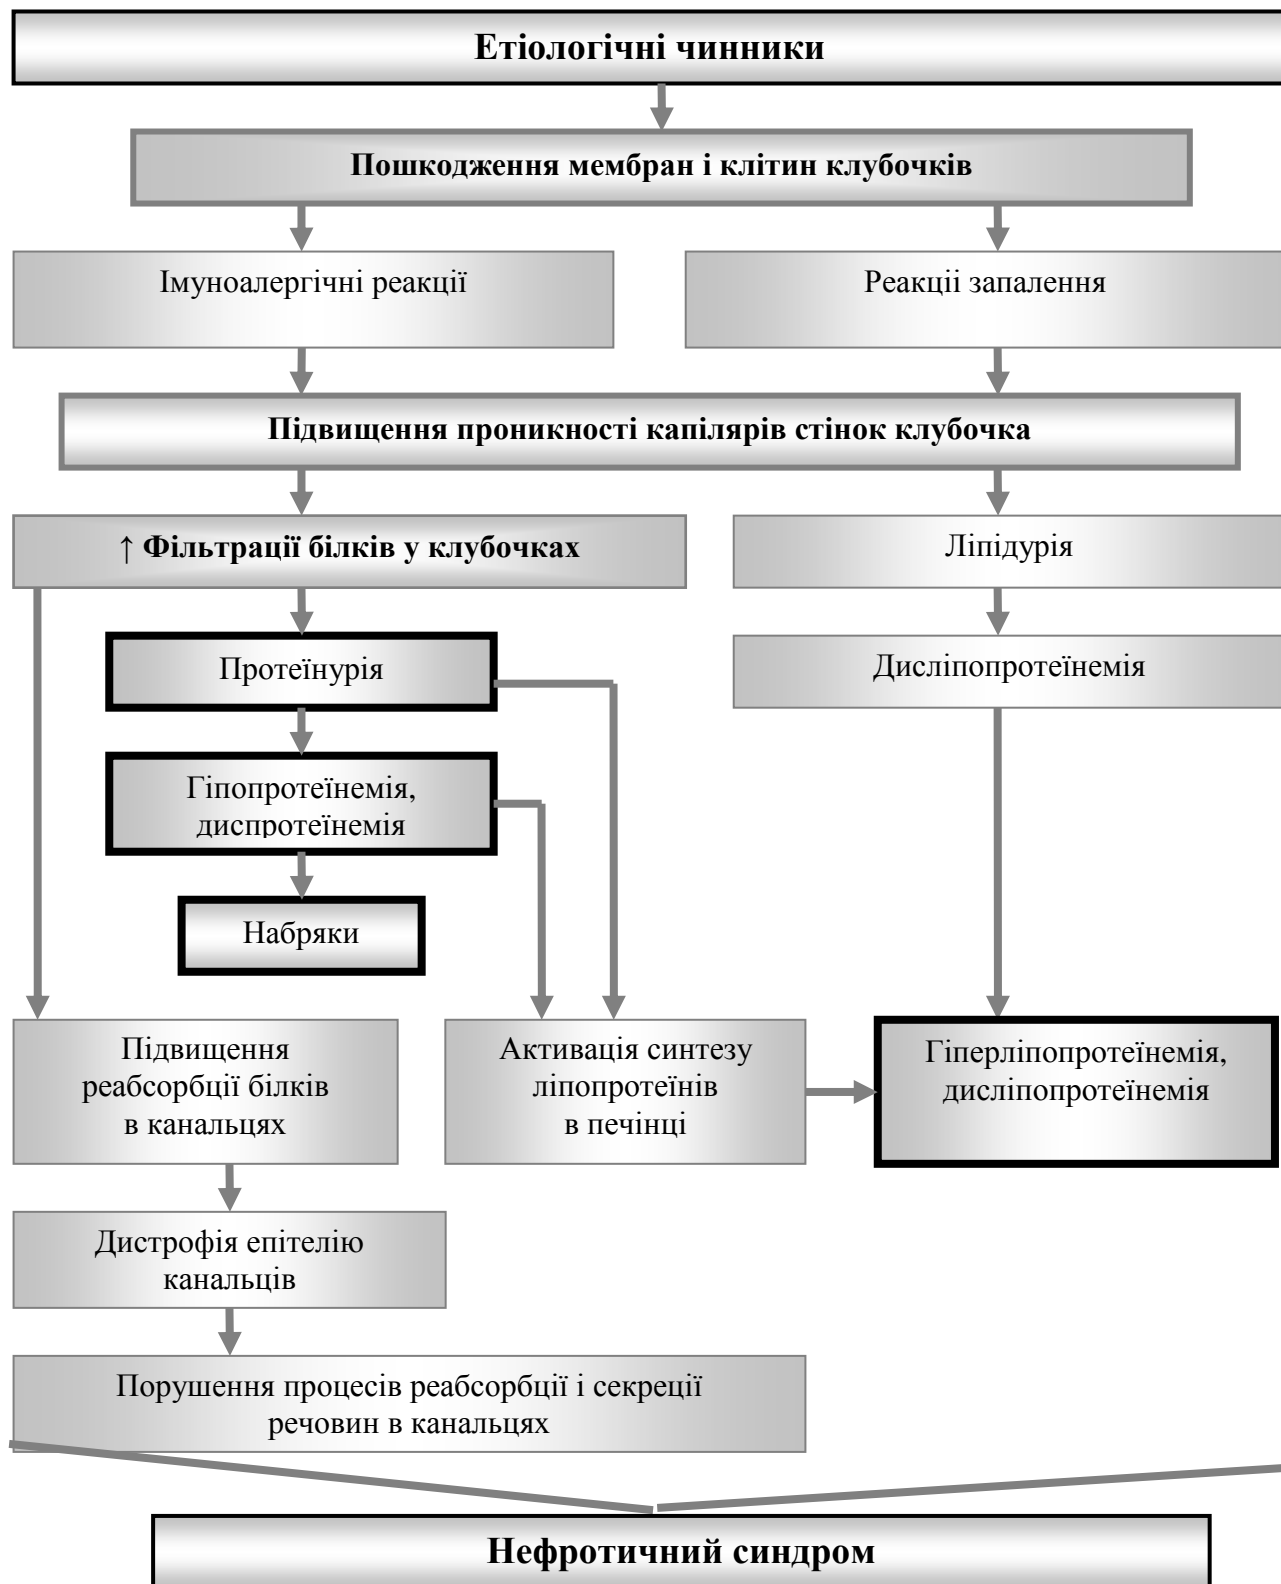 Етіологічні чинники
Пошкодження мембран і клітин клубочків
Імуноалергічні реакції
Реакціі запалення
Підвищення проникності капілярів стінок клубочка
↑ Фільтрації білків у клубочках
Ліпідурія
Протеїнурія
Дисліпопротеїнемія
Гіпопротеїнемія,
диспротеїнемія
Набряки
Підвищення
реабсорбції білків
в канальцях
Активація синтезу
ліпопротеїнів
в печінці
Гіперліпопротеїнемія,
дисліпопротеїнемія
Дистрофія епітелію
канальців
Порушення процесів реабсорбції і секреції
речовин в канальцях
Нефротичний синдром